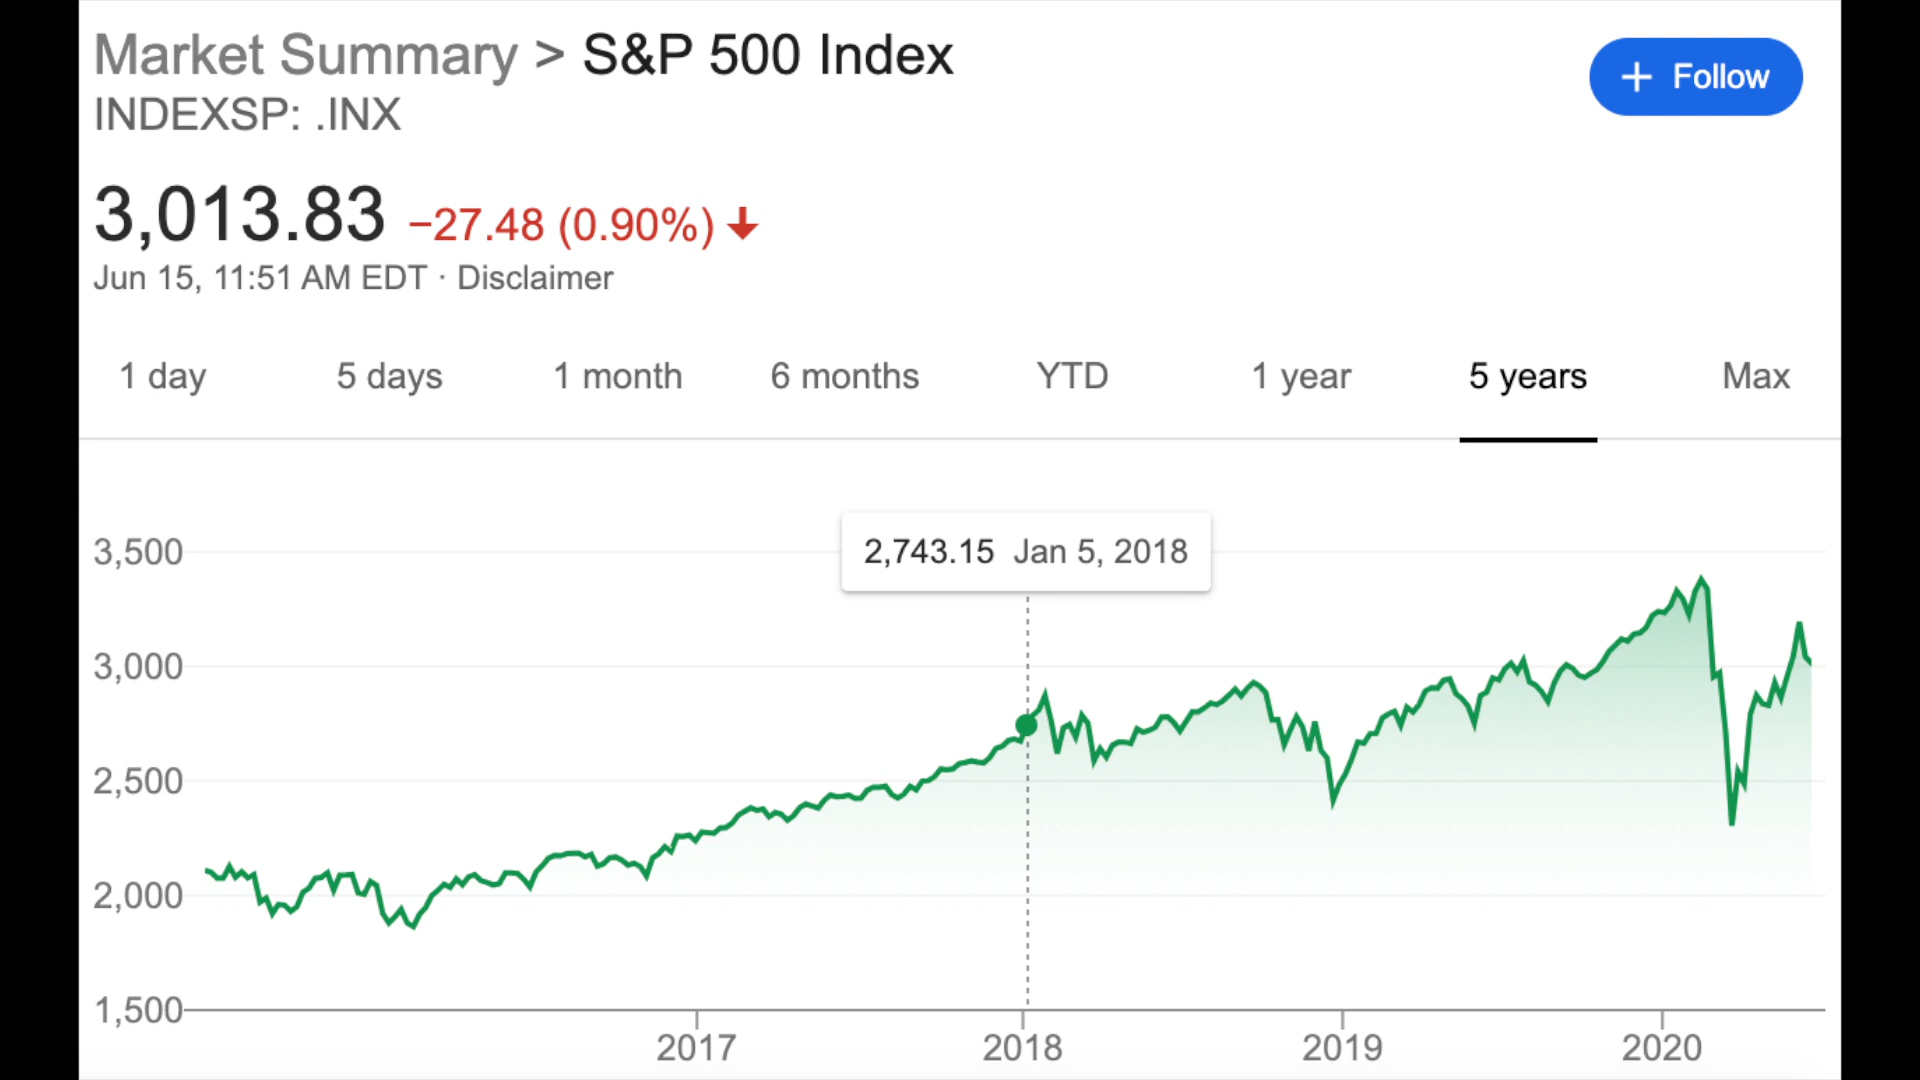 Market Summary > S&P 500 Index
INDEXSP: .INX
+ Follow
3,013.83 −27.48 (0.90%)
Jun 15, 11:51 AM EDT · Disclaimer
1 day 5 days 1 month 6 months YTD 1 year 5 years Max
2,743.15 Jan 5, 2018
3,500
3,000
2,500
2,000
1,500
2017 2018 2019 2020